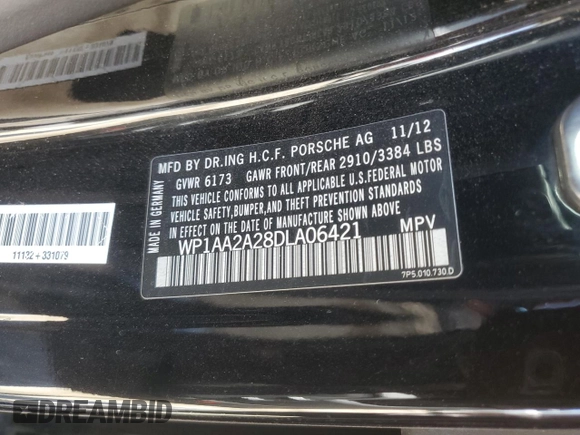 MFD BY DR.ING H.C.F. PORSCHE AG 11/12
GVWR 6173 GAWR FRONT/REAR 2910/3384 LBS
THIS VEHICLE CONFORMS TO ALL APPLICABLE U.S.FEDERAL MOTOR
VEHICLE SAFETY,BUMPER,AND THEFT PREVENTION STANDARDS
IN EFFECT ON THE DATE OF MANUFACTURE SHOWN ABOVE.
WP1AA2A28DLA06421 MPV
MADE IN GERMANY
7P5.010.730.D
11122+331079
DREAMBID